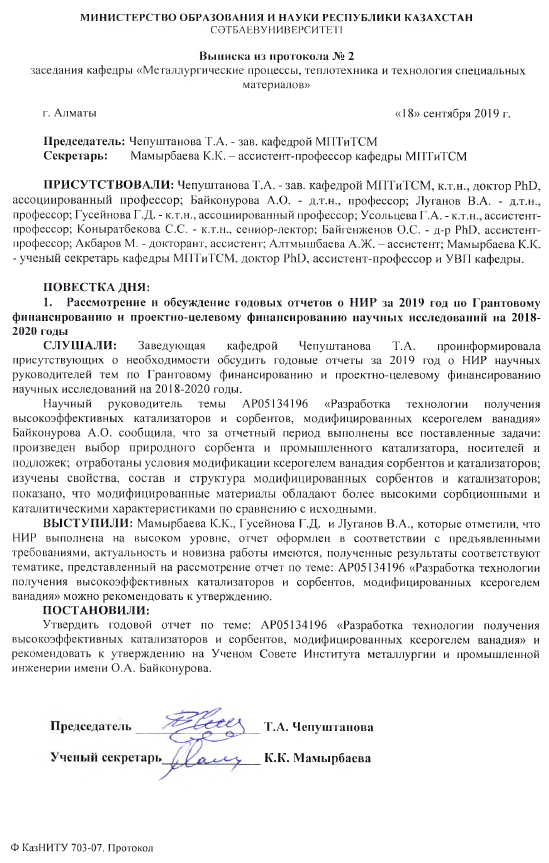 МИНИСТЕРСТВО ОБРАЗОВАНИЯ И НАУКИ РЕСПУБЛИКИ КАЗАХСТАН
СӘТБАЕВУНИВЕРСИТЕТІ
Выписка из протокола № 2
заседания кафедры «Металлургические процессы, теплотехника и технология специальных
материалов»
г. Алматы «18» сентября 2019 г.
Председатель: Чепуштанова Т.А. - зав. кафедрой МПТиТСМ
Секретарь: Мамырбаева К.К. – ассистент-профессор кафедры МПТиТСМ
ПРИСУТСТВОВАЛИ: Чепуштанова Т.А. - зав. кафедрой МПТиТСМ, к.т.н., доктор PhD,
ассоциированный профессор; Байконурова А.О. - д.т.н., профессор; Луганов В.А. - д.т.н.,
профессор; Гусейнова Г.Д. - к.т.н., ассоциированный профессор; Усольцева Г.А. - к.т.н., ассистент-
профессор; Коныратбекова С.С. - к.т.н., сениор-лектор; Байгенженов О.С. - д-р PhD, ассистент-
профессор; Акбаров М. - докторант, ассистент; Алтмышбаева А.Ж. – ассистент; Мамырбаева К.К.
- ученый секретарь кафедры МПТиТСМ, доктор PhD, ассистент-профессор и УВП кафедры.
ПОВЕСТКА ДНЯ:
1. Рассмотрение и обсуждение годовых отчетов о НИР за 2019 год по Грантовому
финансированию и проектно-целевому финансированию научных исследований на 2018-
2020 годы
СЛУШАЛИ: Заведующая кафедрой Чепуштанова Т.А. проинформировала
присутствующих о необходимости обсудить годовые отчеты за 2019 год о НИР научных
руководителей тем по Грантовому финансированию и проектно-целевому финансированию
научных исследований на 2018-2020 годы.
Научный руководитель темы АР05134196 «Разработка технологии получения
высокоэффективных катализаторов и сорбентов, модифицированных ксерогелем ванадия»
Байконурова А.О. сообщила, что за отчетный период выполнены все поставленные задачи:
произведен выбор природного сорбента и промышленного катализатора, носителей и
подложек; отработаны условия модификации ксерогелем ванадия сорбентов и катализаторов;
изучены свойства, состав и структура модифицированных сорбентов и катализаторов;
показано, что модифицированные материалы обладают более высокими сорбционными и
каталитическими характеристиками по сравнению с исходными.
ВЫСТУПИЛИ: Мамырбаева К.К., Гусейнова Г.Д. и Луганов В.А., которые отметили, что
НИР выполнена на высоком уровне, отчет оформлен в соответствии с предъявленными
требованиями, актуальность и новизна работы имеются, полученные результаты соответствуют
тематике, представленный на рассмотрение отчет по теме: АР05134196 «Разработка технологии
получения высокоэффективных катализаторов и сорбентов, модифицированных ксерогелем
ванадия» можно рекомендовать к утверждению.
ПОСТАНОВИЛИ:
Утвердить годовой отчет по теме: АР05134196 «Разработка технологии получения
высокоэффективных катализаторов и сорбентов, модифицированных ксерогелем ванадия» и
рекомендовать к утверждению на Ученом Совете Института металлургии и промышленной
инженерии имени О.А. Байконурова.
Председатель Т.А. Чепуштанова
Ученый секретарь К.К. Мамырбаева
Ф КазНИТУ 703-07. Протокол